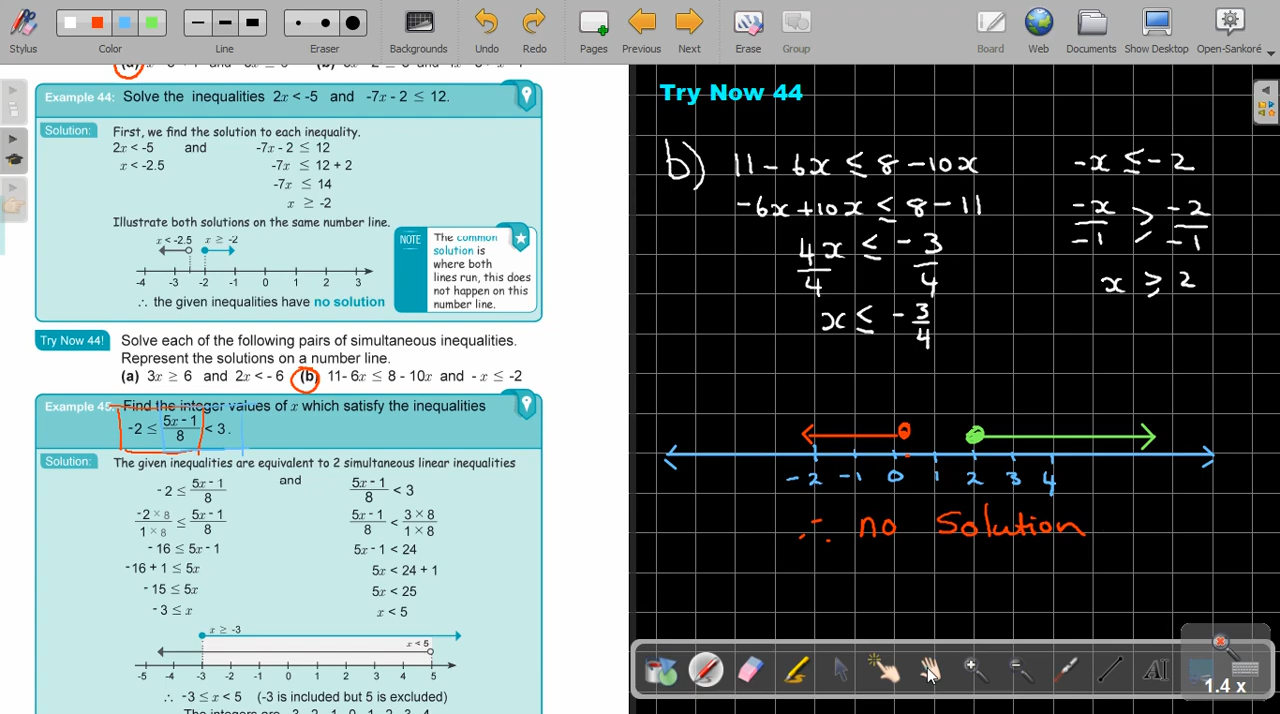 Stylus Color Line Eraser Backgrounds Undo Redo Pages Previous Next Erase Group Board Web Documents Show Desktop Open-Sankoré
Example 44: Solve the inequalities 2x < -5 and -7x - 2 ≤ 12.
Solution: First, we find the solution to each inequality.
2x < -5 and -7x - 2 ≤ 12
x < -2.5 -7x ≤ 12 + 2
-7x ≤ 14
x ≥ -2
Illustrate both solutions on the same number line.
x < -2.5 x ≥ -2
-4 -3 -2 -1 0 1 2 3
∴ the given inequalities have no solution
NOTE
The common
solution is
where both
lines run, this does
not happen on this
number line.
Try Now 44! Solve each of the following pairs of simultaneous inequalities.
Represent the solutions on a number line.
(a) 3x ≥ 6 and 2x < - 6 (b) 11- 6x ≤ 8 - 10x and - x ≤ -2
Example 45: Find the integer values of x which satisfy the inequalities
-2 ≤ (5x - 1)/8 < 3.
Solution: The given inequalities are equivalent to 2 simultaneous linear inequalities
-2 ≤ (5x - 1)/8 and (5x - 1)/8 < 3
(-2 × 8)/(1 × 8) ≤ (5x - 1)/8 (5x - 1)/8 < (3 × 8)/(1 × 8)
-16 ≤ 5x - 1 5x - 1 < 24
-16 + 1 ≤ 5x 5x < 24 + 1
-15 ≤ 5x 5x < 25
-3 ≤ x x < 5
x ≥ -3
x < 5
-5 -4 -3 -2 -1 0 1 2 3 4 5
∴ -3 ≤ x < 5 (-3 is included but 5 is excluded)
Try Now 44
b) 11 - 6x ≤ 8 - 10x
-6x + 10x ≤ 8 - 11
4x/4 ≤ -3/4
x ≤ -3/4
-x ≤ -2
-x/-1 ≥ -2/-1
x ≥ 2
-2 -1 0 1 2 3 4
∴ no Solution
1.4 x